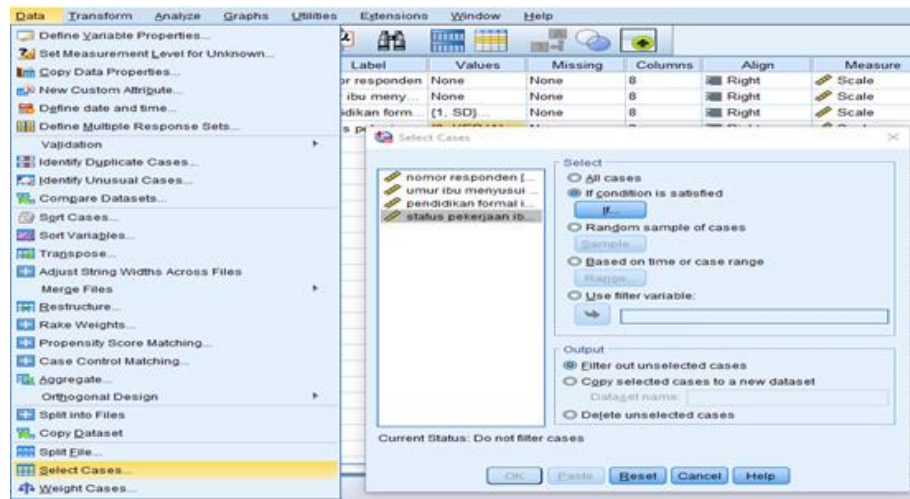 Data Transform Analyze Graphs Utilities Extensions Window Help
Define Variable Properties...
Set Measurement Level for Unknown...
Copy Data Properties...
New Custom Attribute...
Define date and time...
Define Multiple Response Sets...
Validation
Identify Duplicate Cases...
Identify Unusual Cases...
Compare Datasets...
Sort Cases...
Sort Variables...
Transpose...
Adjust String Widths Across Files
Merge Files
Restructure...
Rake Weights...
Propensity Score Matching...
Case Control Matching...
Aggregate...
Orthogonal Design
Split into Files
Copy Dataset
Split File...
Select Cases...
Weight Cases...
Label Values Missing Columns Align Measure
or responden None None 8 Right Scale
ibu meny... None None 8 Right Scale
idikan form... {1, SD}... None 8 Right Scale
Select Cases
nomor responden [...
umur ibu menyusui ...
pendidikan formal i...
status pekerjaan ib...
Select
All cases
If condition is satisfied
If...
Random sample of cases
Sample...
Based on time or case range
Range...
Use filter variable:
Output
Filter out unselected cases
Copy selected cases to a new dataset
Dataset name:
Delete unselected cases
Current Status: Do not filter cases
OK Paste Reset Cancel Help